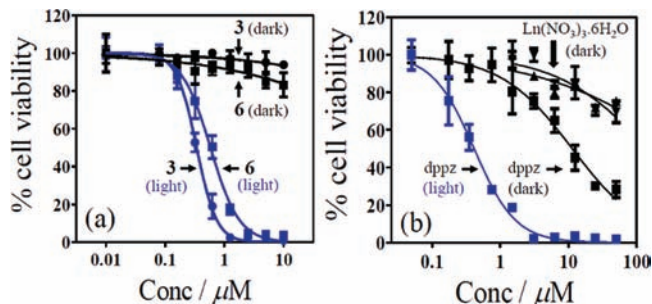 % cell viability
120
100
80
60
40
20
0
3 (dark)
6 (dark)
3
(light)
6
(light)
(a)
0.01
0.1
1
10
Conc / μM
% cell viability
120
100
80
60
40
20
0
Ln(NO3)3.6H2O
(dark)
dppz
(light)
dppz
(dark)
(b)
0.1
1
10
100
Conc / μM